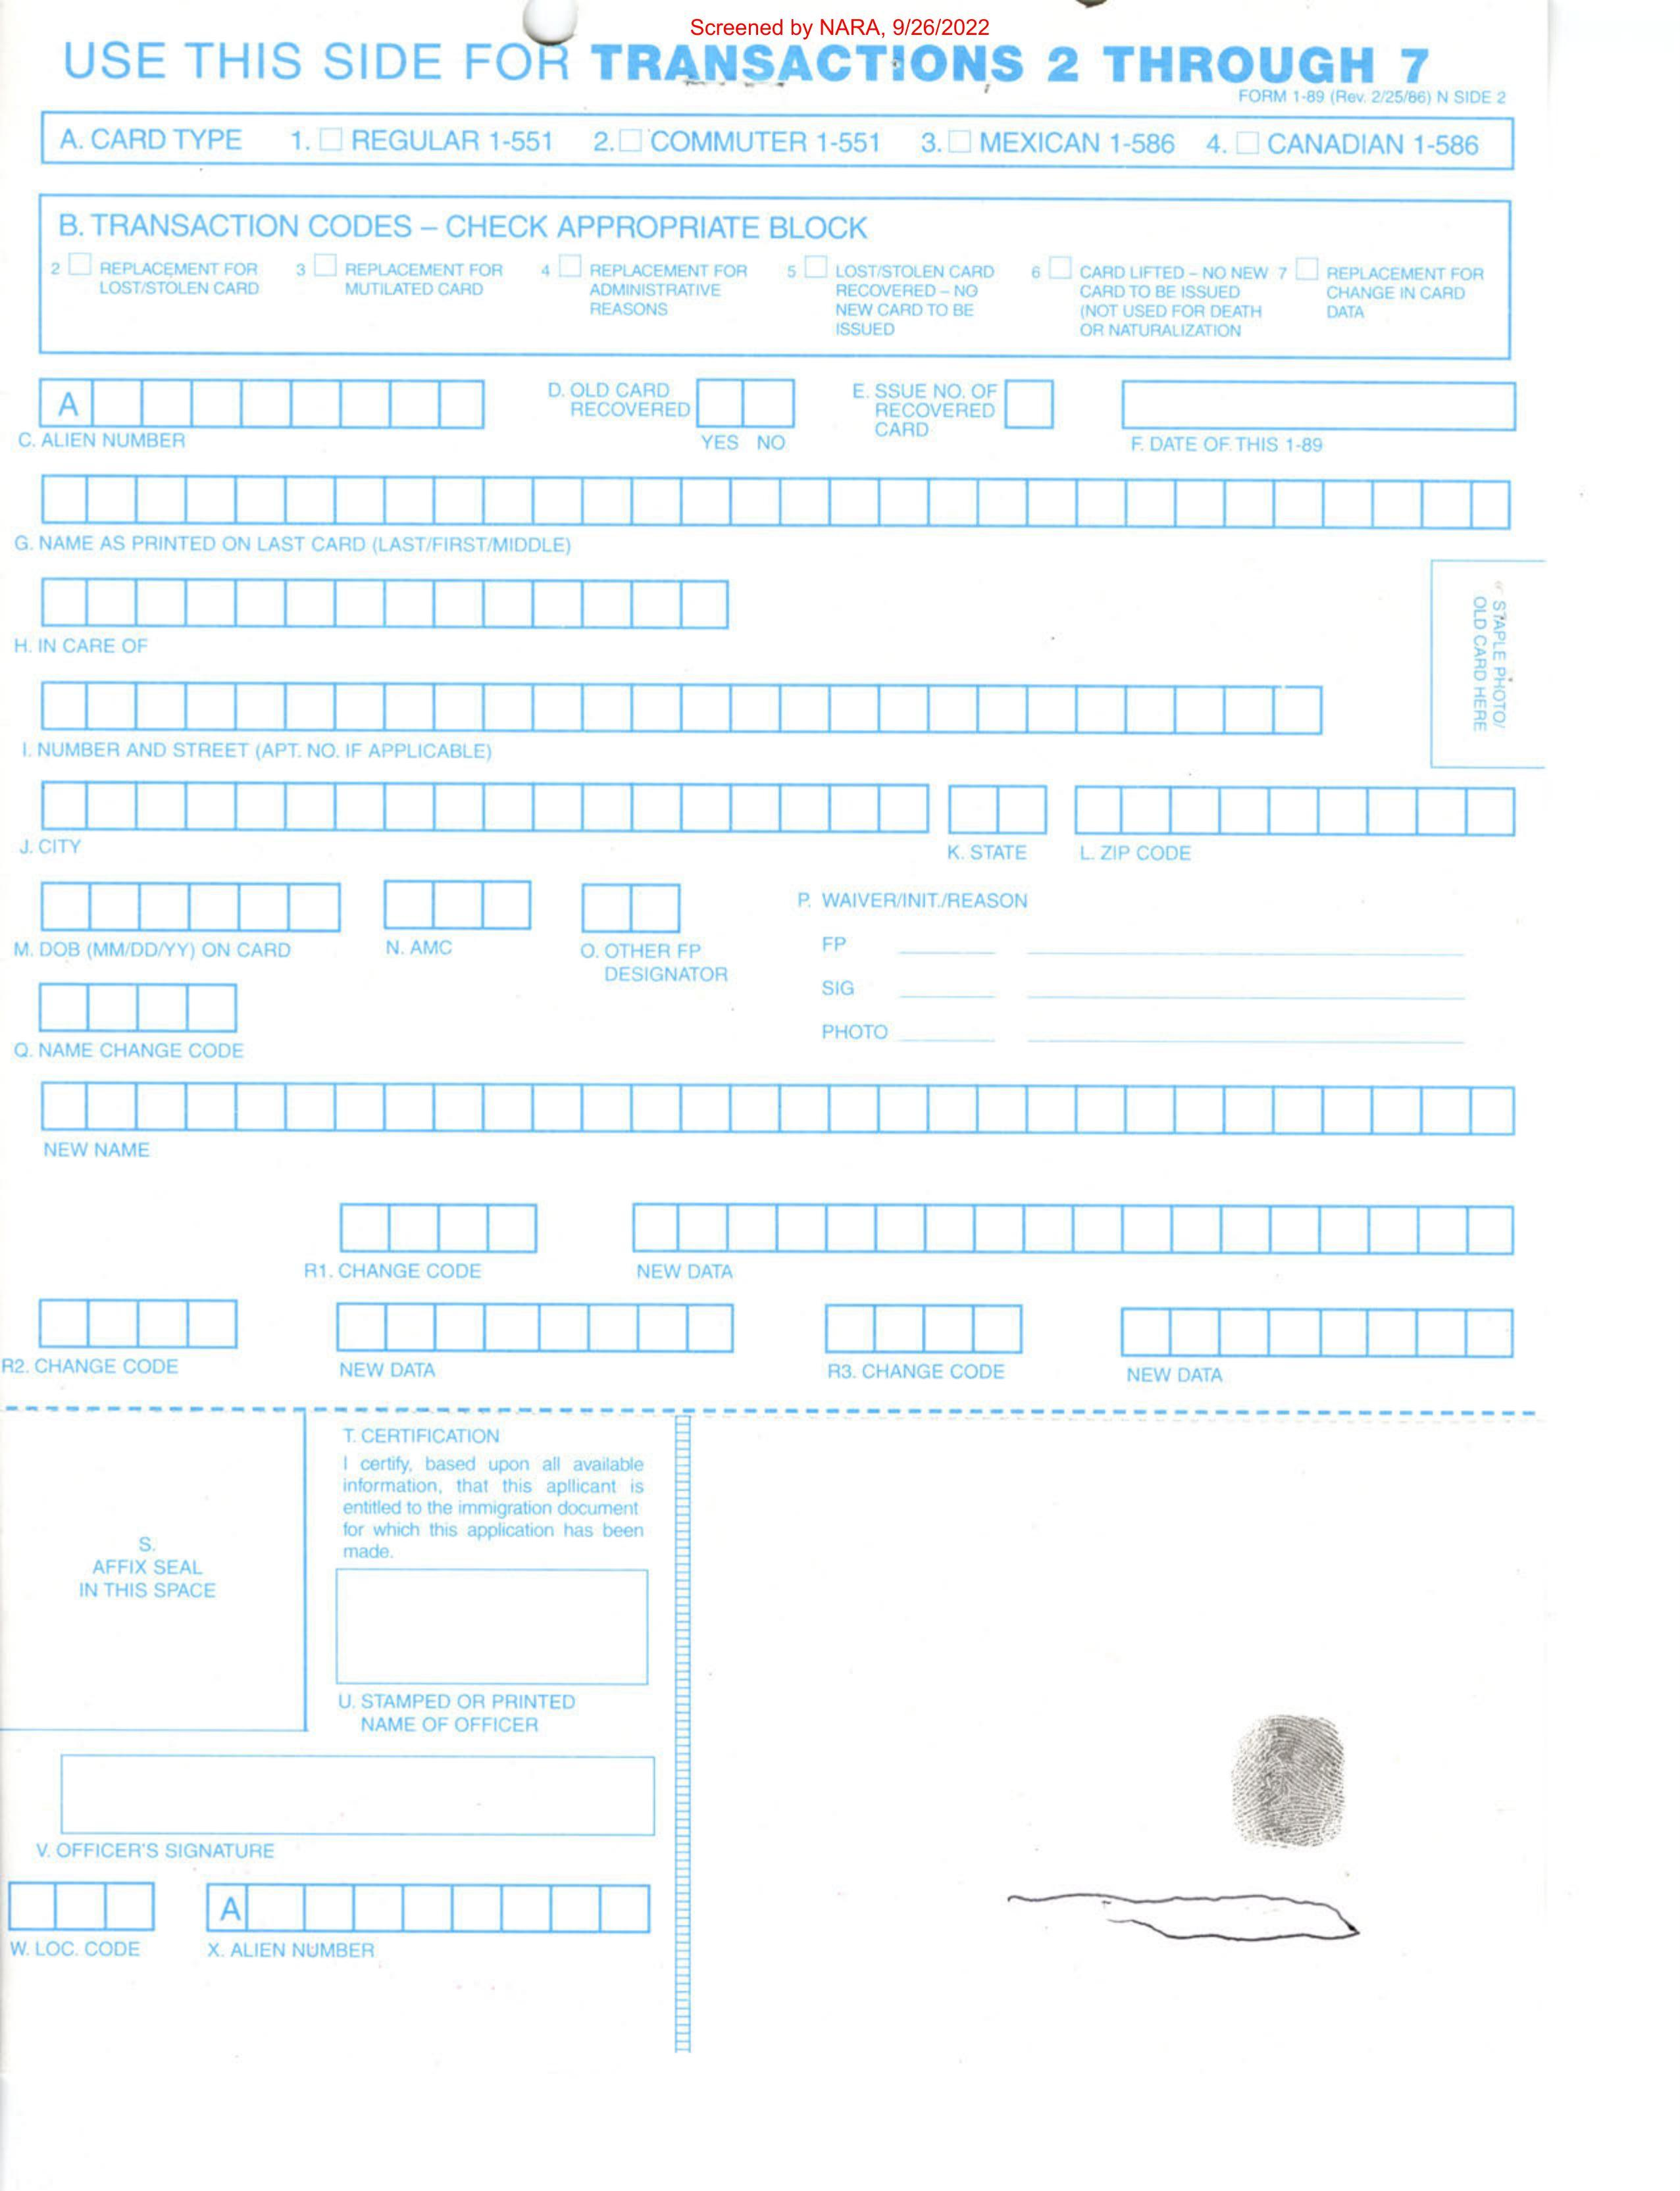 Screened by NARA, 9/26/2022
USE THIS SIDE FOR TRANSACTIONS 2 THROUGH 7
FORM 1-89 (Rev. 2/25/86) N SIDE 2
A. CARD TYPE 1. REGULAR 1-551 2. COMMUTER 1-551 3. MEXICAN 1-586 4. CANADIAN 1-586
B. TRANSACTION CODES – CHECK APPROPRIATE BLOCK
2 REPLACEMENT FOR
LOST/STOLEN CARD
3 REPLACEMENT FOR
MUTILATED CARD
4 REPLACEMENT FOR
ADMINISTRATIVE
REASONS
5 LOST/STOLEN CARD
RECOVERED – NO
NEW CARD TO BE
ISSUED
6 CARD LIFTED – NO NEW
CARD TO BE ISSUED
(NOT USED FOR DEATH
OR NATURALIZATION
7 REPLACEMENT FOR
CHANGE IN CARD
DATA
A
C. ALIEN NUMBER
D. OLD CARD
RECOVERED
YES NO
E. SSUE NO. OF
RECOVERED
CARD
F. DATE OF THIS 1-89
G. NAME AS PRINTED ON LAST CARD (LAST/FIRST/MIDDLE)
STAPLE PHOTO/
OLD CARD HERE
H. IN CARE OF
I. NUMBER AND STREET (APT. NO. IF APPLICABLE)
J. CITY
K. STATE
L. ZIP CODE
M. DOB (MM/DD/YY) ON CARD
N. AMC
O. OTHER FP
DESIGNATOR
P. WAIVER/INIT./REASON
FP
SIG
PHOTO
Q. NAME CHANGE CODE
NEW NAME
R1. CHANGE CODE
NEW DATA
R2. CHANGE CODE
NEW DATA
R3. CHANGE CODE
NEW DATA
S.
AFFIX SEAL
IN THIS SPACE
T. CERTIFICATION
I certify, based upon all available
information, that this apllicant is
entitled to the immigration document
for which this application has been
made.
U. STAMPED OR PRINTED
NAME OF OFFICER
V. OFFICER'S SIGNATURE
W. LOC. CODE
A
X. ALIEN NUMBER